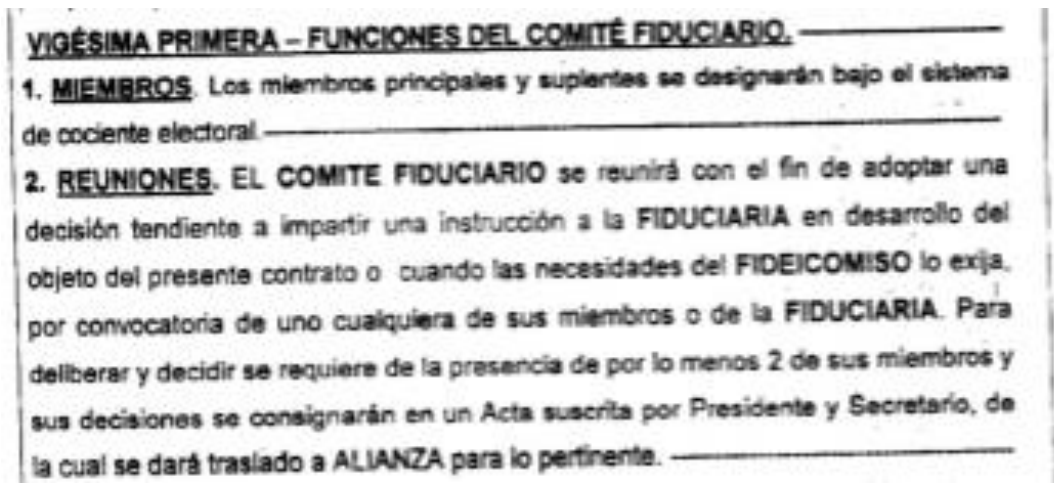 VIGÉSIMA PRIMERA – FUNCIONES DEL COMITÉ FIDUCIARIO.
1. MIEMBROS. Los miembros principales y suplentes se designarán bajo el sistema
de cociente electoral.
2. REUNIONES. EL COMITE FIDUCIARIO se reunirá con el fin de adoptar una
decisión tendiente a impartir una instrucción a la FIDUCIARIA en desarrollo del
objeto del presente contrato o cuando las necesidades del FIDEICOMISO lo exija,
por convocatoria de uno cualquiera de sus miembros o de la FIDUCIARIA. Para
deliberar y decidir se requiere de la presencia de por lo menos 2 de sus miembros y
sus decisiones se consignarán en un Acta suscrita por Presidente y Secretario, de
la cual se dará traslado a ALIANZA para lo pertinente.